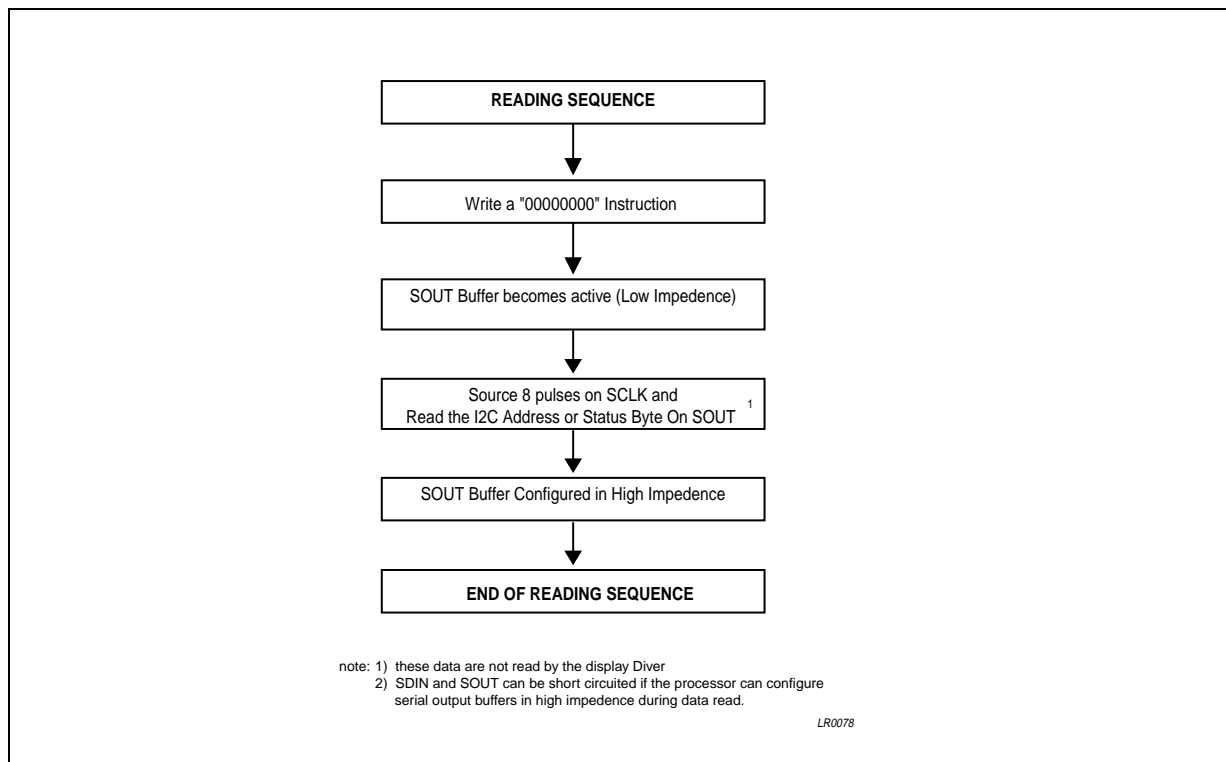 READING SEQUENCE
Write a "00000000" Instruction
SOUT Buffer becomes active (Low Impedence)
Source 8 pulses on SCLK and
Read the I2C Address or Status Byte On SOUT 1
SOUT Buffer Configured in High Impedence
END OF READING SEQUENCE
note: 1) these data are not read by the display Diver
2) SDIN and SOUT can be short circuited if the processor can configure
serial output buffers in high impedence during data read.
LR0078